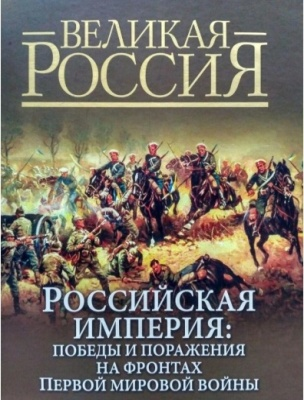 ВЕЛИКАЯ
РОССИЯ
РОССИЙСКАЯ
ИМПЕРИЯ:
ПОБЕДЫ И ПОРАЖЕНИЯ
НА ФРОНТАХ
ПЕРВОЙ МИРОВОЙ ВОЙНЫ